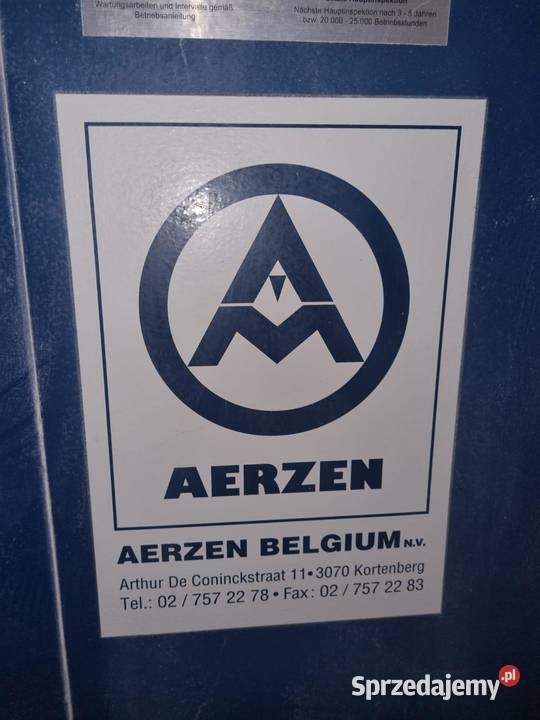 Wartungsarbeiten und Intervalle gemäß
Betriebsanleitung
Nächste Hauptinspektion nach 3 - 5 Jahren
bzw. 20.000 - 25.000 Betriebsstunden
AERZEN
AERZEN BELGIUM N.V.
Arthur De Coninckstraat 11 • 3070 Kortenberg
Tel.: 02 / 757 22 78 • Fax: 02 / 757 22 83
Sprzedajemy.pl